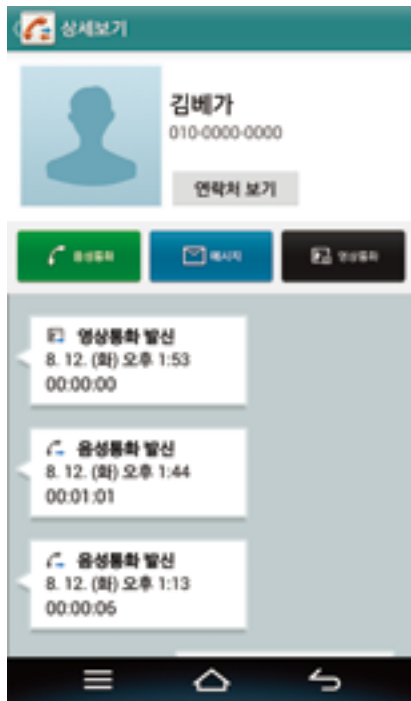 상세보기
김베가
010-0000-0000
연락처 보기
음성통화
메시지
영상통화
영상통화 발신
8. 12. (화) 오후 1:53
00:00:00
음성통화 발신
8. 12. (화) 오후 1:44
00:01:01
음성통화 발신
8. 12. (화) 오후 1:13
00:00:06